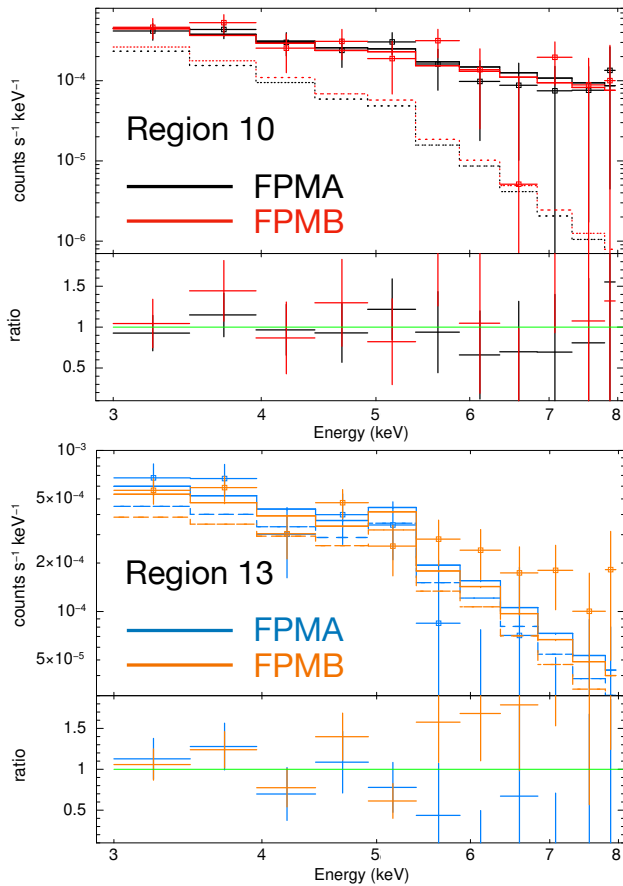 counts s⁻¹ keV⁻¹
10⁻⁴
10⁻⁵
10⁻⁶
Region 10
FPMA
FPMB
ratio
1.5
1
0.5
3 4 5 6 7 8
Energy (keV)
counts s⁻¹ keV⁻¹
10⁻³
5×10⁻⁴
2×10⁻⁴
10⁻⁴
5×10⁻⁵
Region 13
FPMA
FPMB
ratio
1.5
1
0.5
3 4 5 6 7 8
Energy (keV)